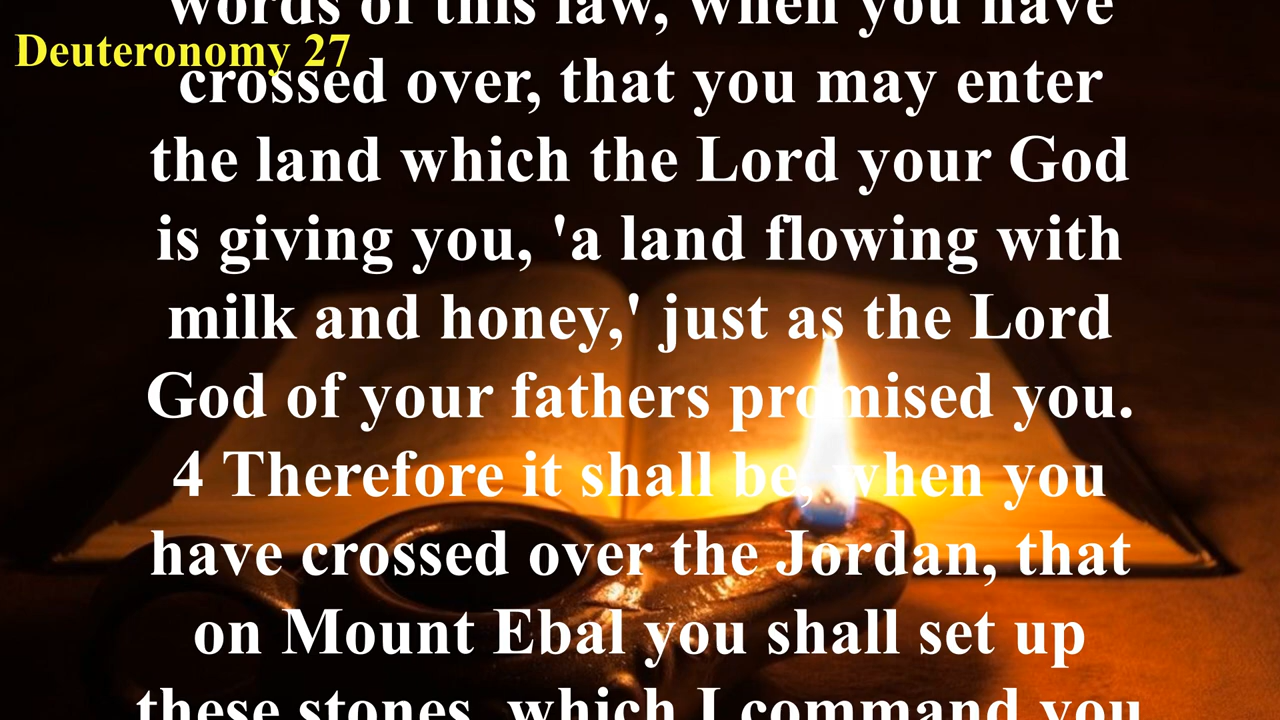 words of this law, when you have
Deuteronomy 27
crossed over, that you may enter
the land which the Lord your God
is giving you, 'a land flowing with
milk and honey,' just as the Lord
God of your fathers promised you.
4 Therefore it shall be, when you
have crossed over the Jordan, that
on Mount Ebal you shall set up
these stones, which I command you